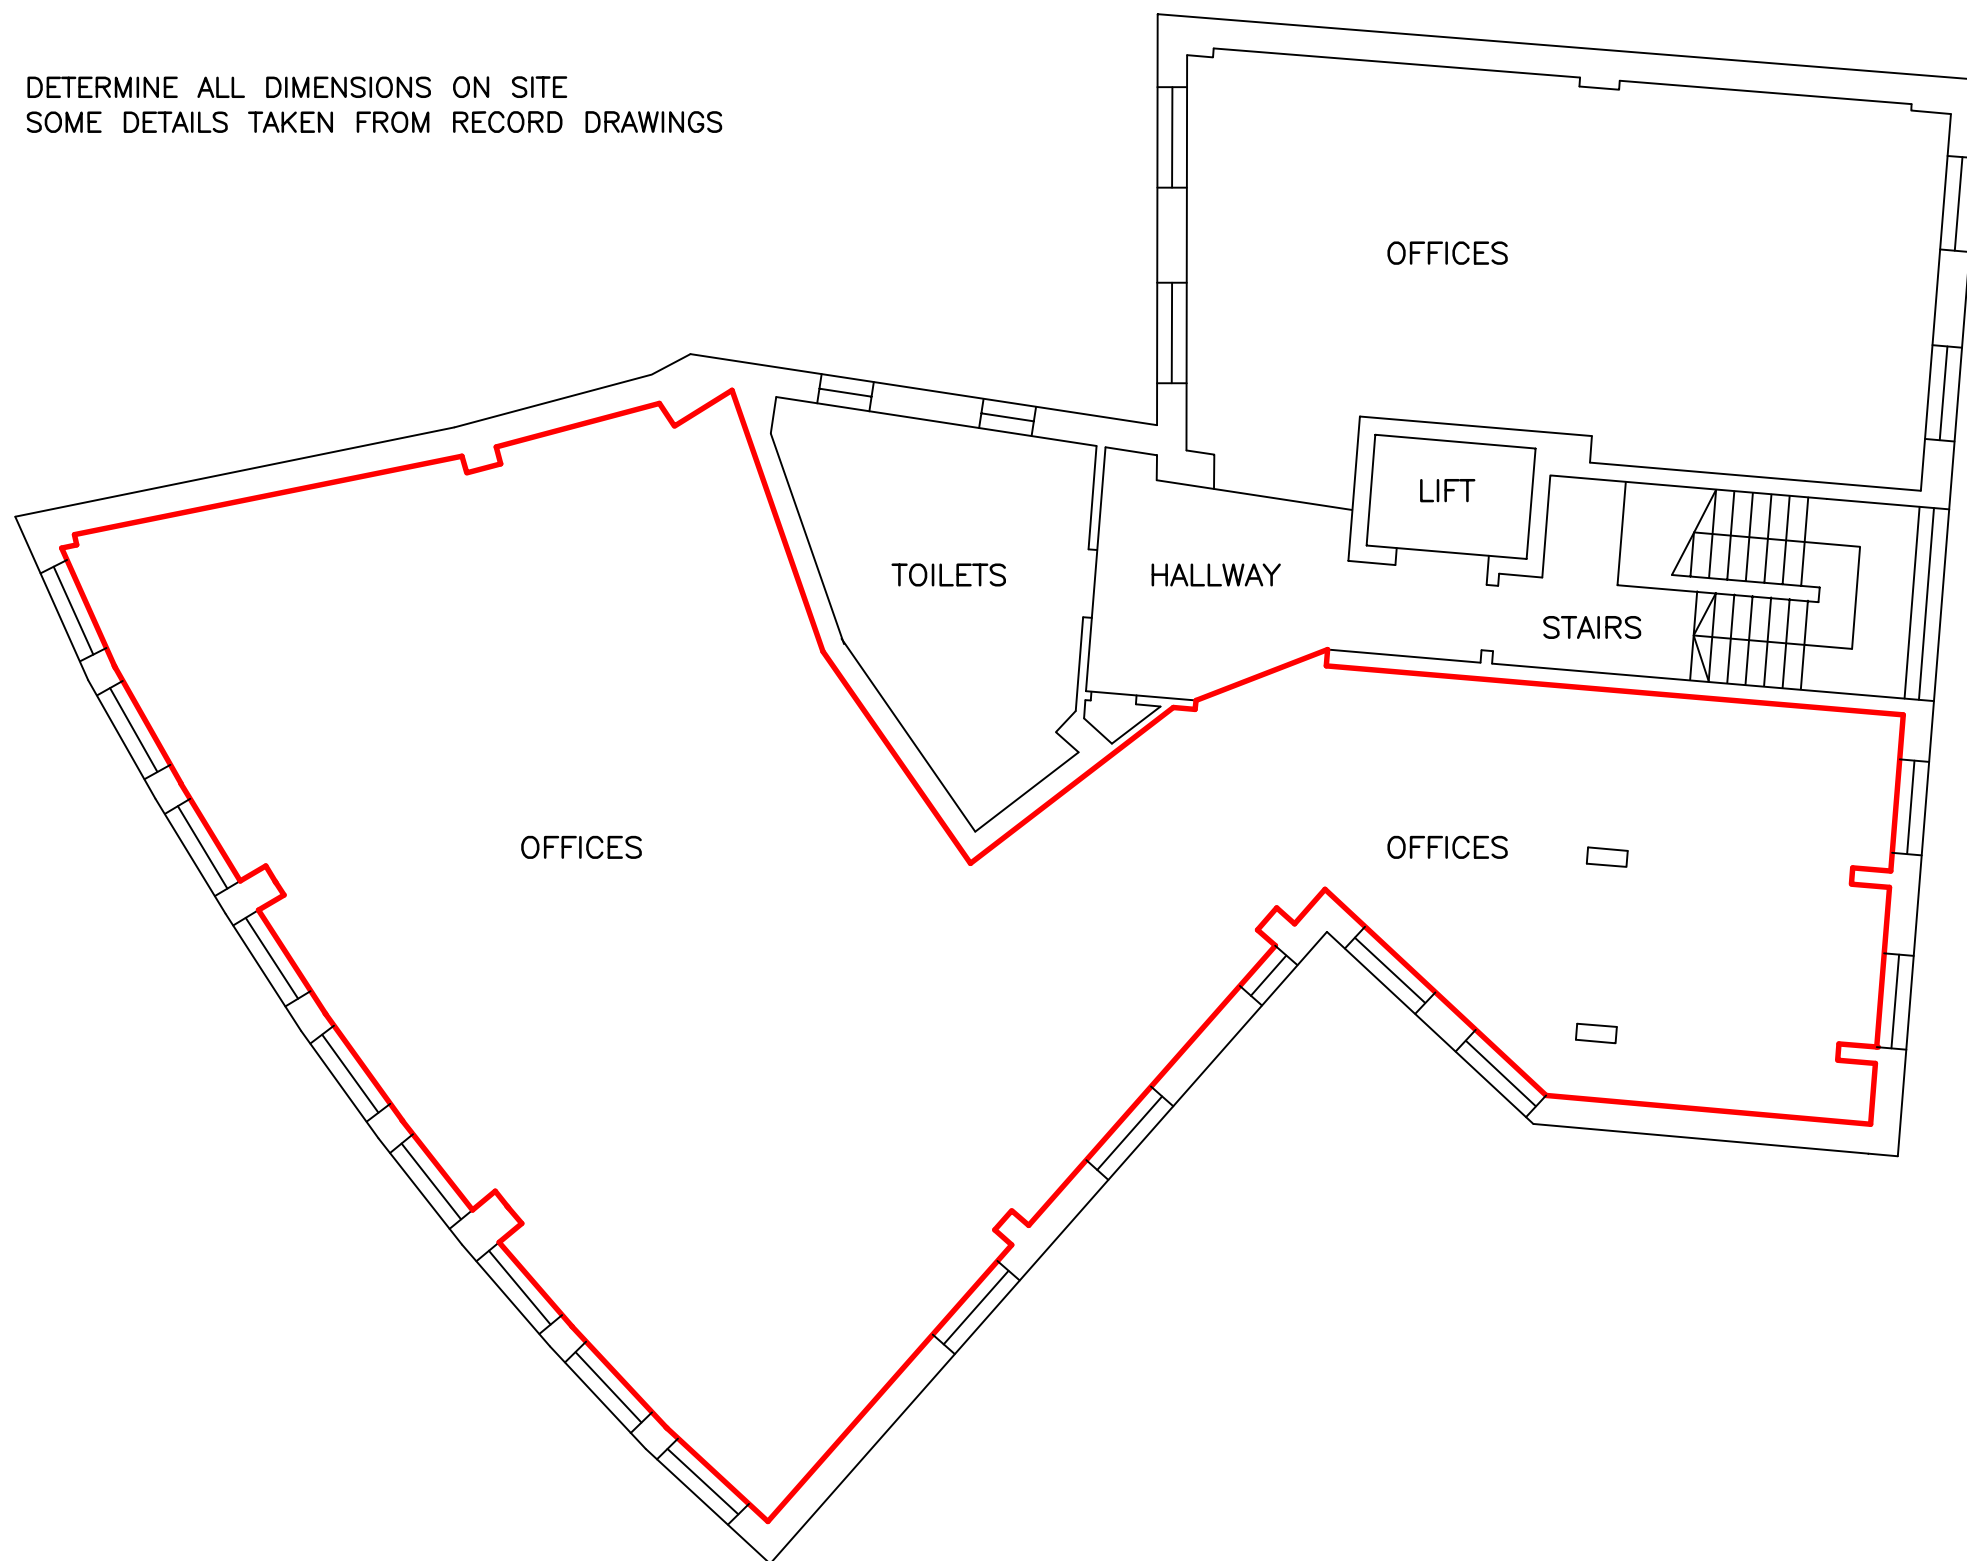 DETERMINE ALL DIMENSIONS ON SITE
SOME DETAILS TAKEN FROM RECORD DRAWINGS
OFFICES
LIFT
TOILETS
HALLWAY
STAIRS
OFFICES
OFFICES